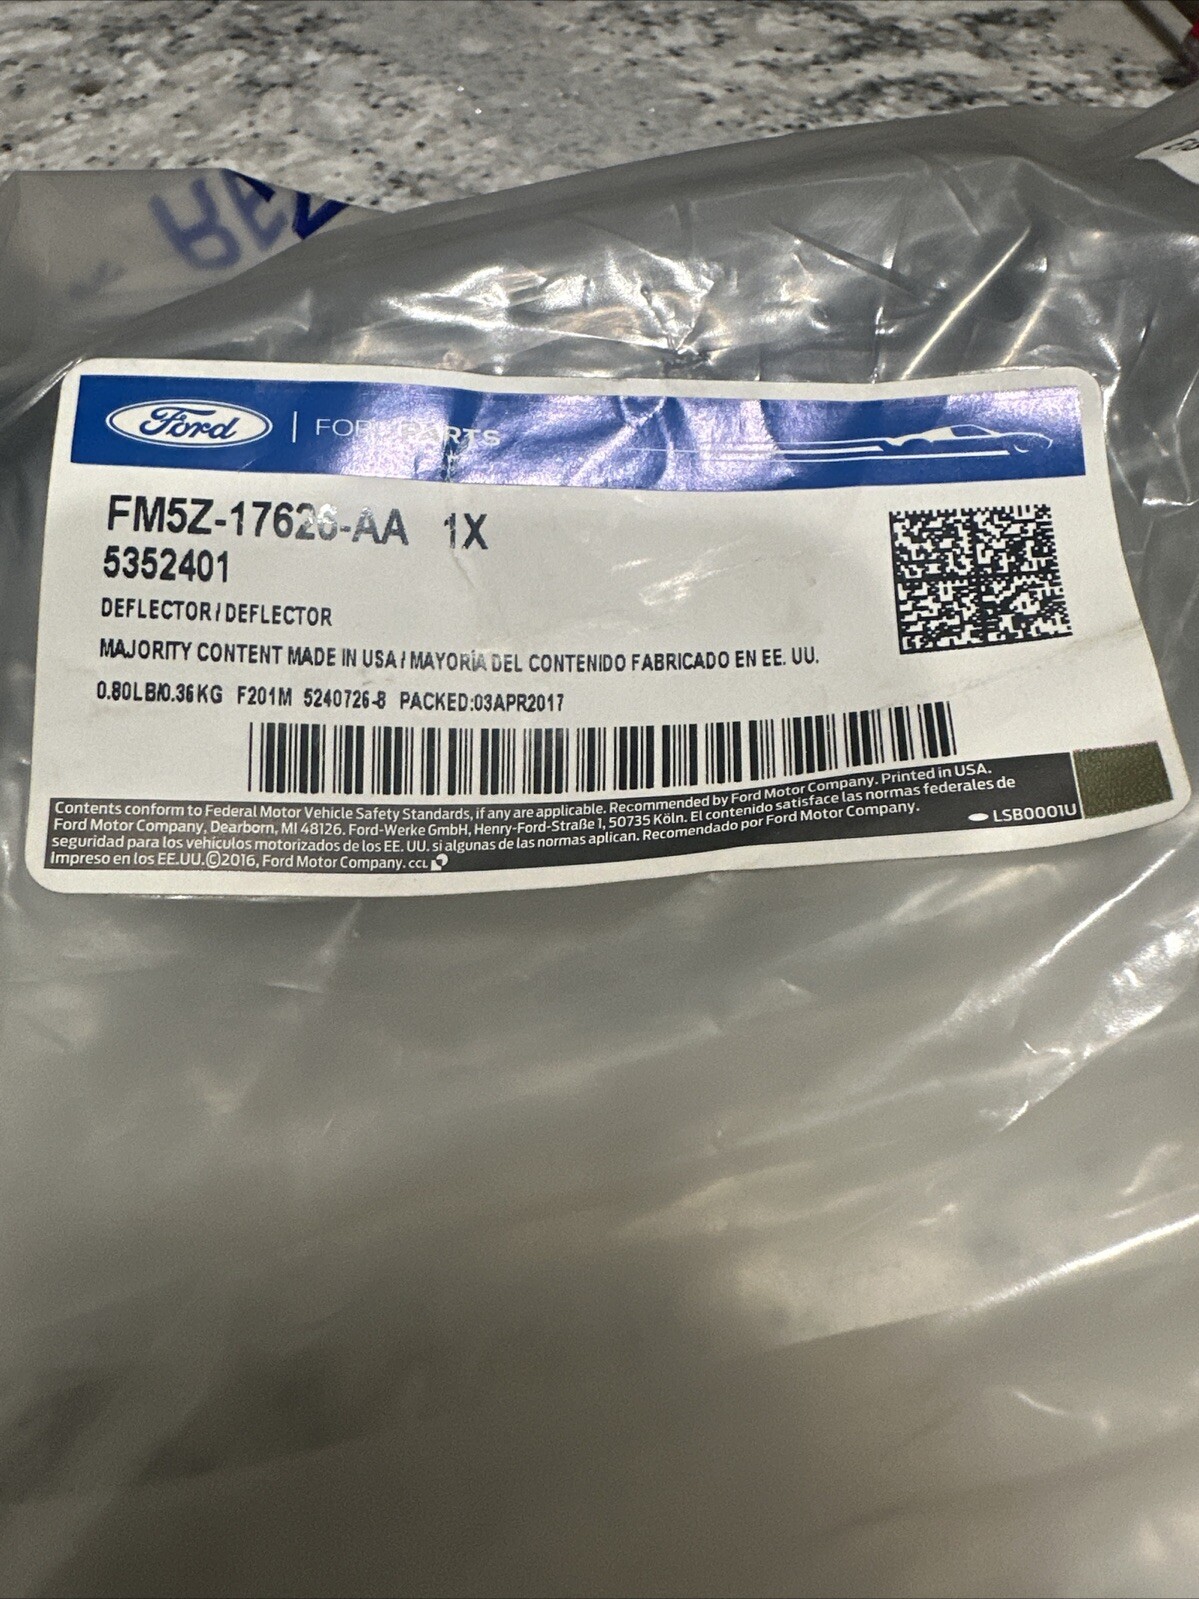 Ford | FORD PARTS
FM5Z-17626-AA 1X
5352401
DEFLECTOR/DEFLECTOR
MAJORITY CONTENT MADE IN USA / MAYORÍA DEL CONTENIDO FABRICADO EN EE. UU.
0.80LB/0.36KG F201M 5240726-8 PACKED:03APR2017
Contents conform to Federal Motor Vehicle Safety Standards, if any are applicable. Recommended by Ford Motor Company. Printed in USA.
Ford Motor Company, Dearborn, MI 48126. Ford-Werke GmbH, Henry-Ford-Straße 1, 50735 Köln. El contenido satisface las normas federales de
seguridad para los vehículos motorizados de los EE. UU. si algunas de las normas aplican. Recomendado por Ford Motor Company.
Impreso en los EE.UU.©2016, Ford Motor Company. CCL
LSB0001U